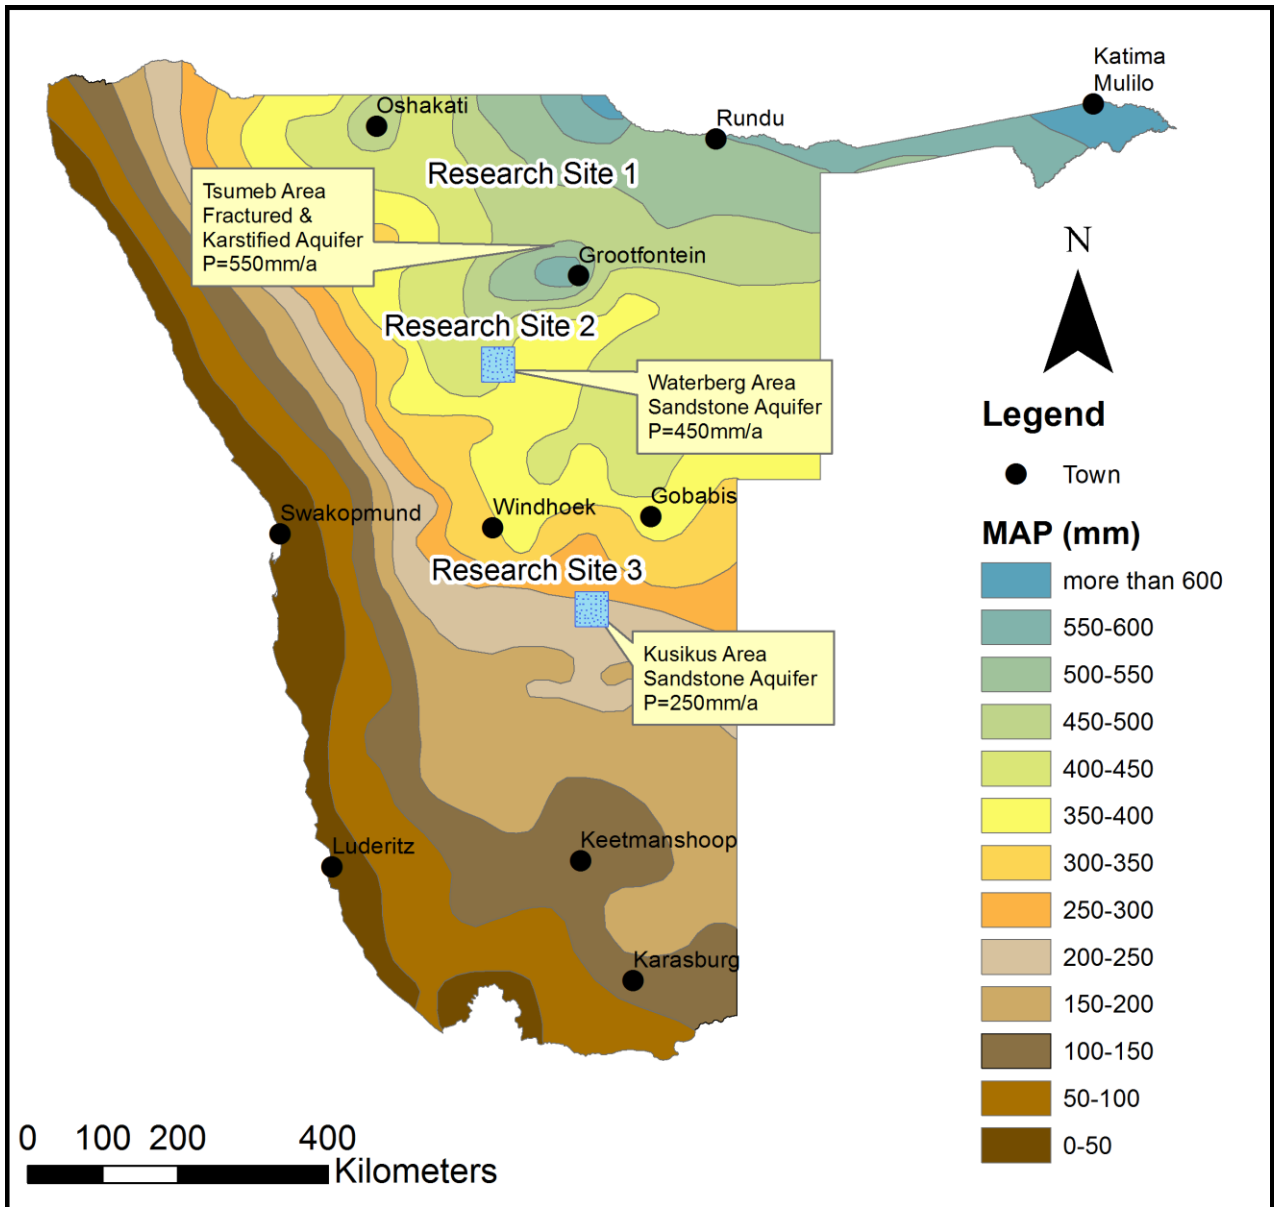 Katima
Mulilo
Oshakati
Rundu
Research Site 1
Tsumeb Area
Fractured &
Karstified Aquifer
P=550mm/a
N
Grootfontein
Research Site 2
Waterberg Area
Sandstone Aquifer
P=450mm/a
Swakopmund
Windhoek
Gobabis
Research Site 3
Kusikus Area
Sandstone Aquifer
P=250mm/a
Luderitz
Keetmanshoop
Karasburg
Legend
Town
MAP (mm)
more than 600
550-600
500-550
450-500
400-450
350-400
300-350
250-300
200-250
150-200
100-150
50-100
0-50
0 100 200 400
Kilometers